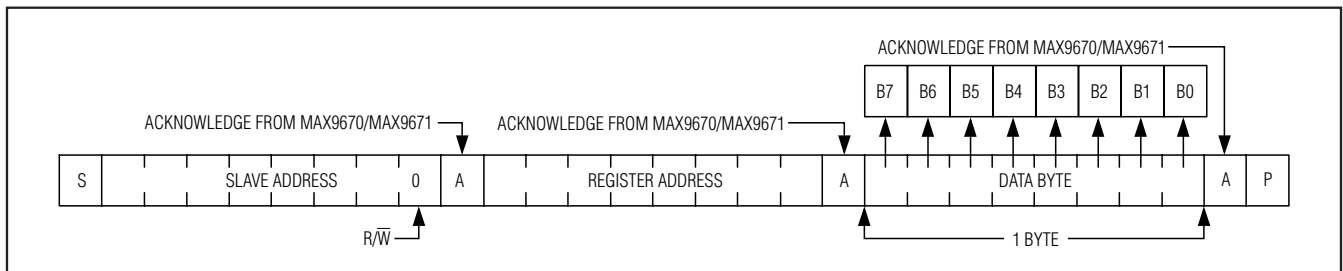 ACKNOWLEDGE FROM MAX9670/MAX9671
B7 B6 B5 B4 B3 B2 B1 B0
ACKNOWLEDGE FROM MAX9670/MAX9671 ACKNOWLEDGE FROM MAX9670/MAX9671
S SLAVE ADDRESS 0 A REGISTER ADDRESS A DATA BYTE A P
R/W̅ 1 BYTE